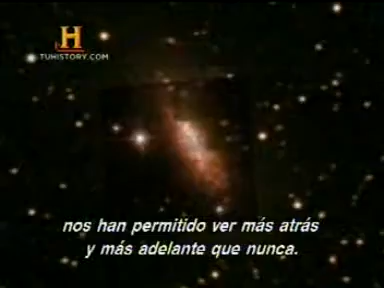 H
TUHISTORY.COM
nos han permitido ver más atrás
y más adelante que nunca.